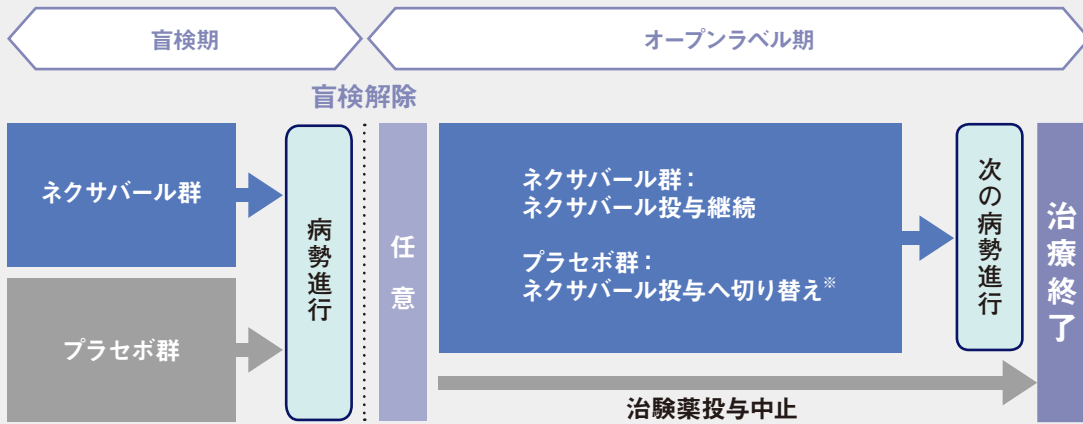 盲検期
オープンラベル期
盲検解除
ネクサバール群
プラセボ群
病勢進行
任意
ネクサバール群：
ネクサバール投与継続
プラセボ群：
ネクサバール投与へ切り替え※
次の病勢進行
治療終了
治験薬投与中止